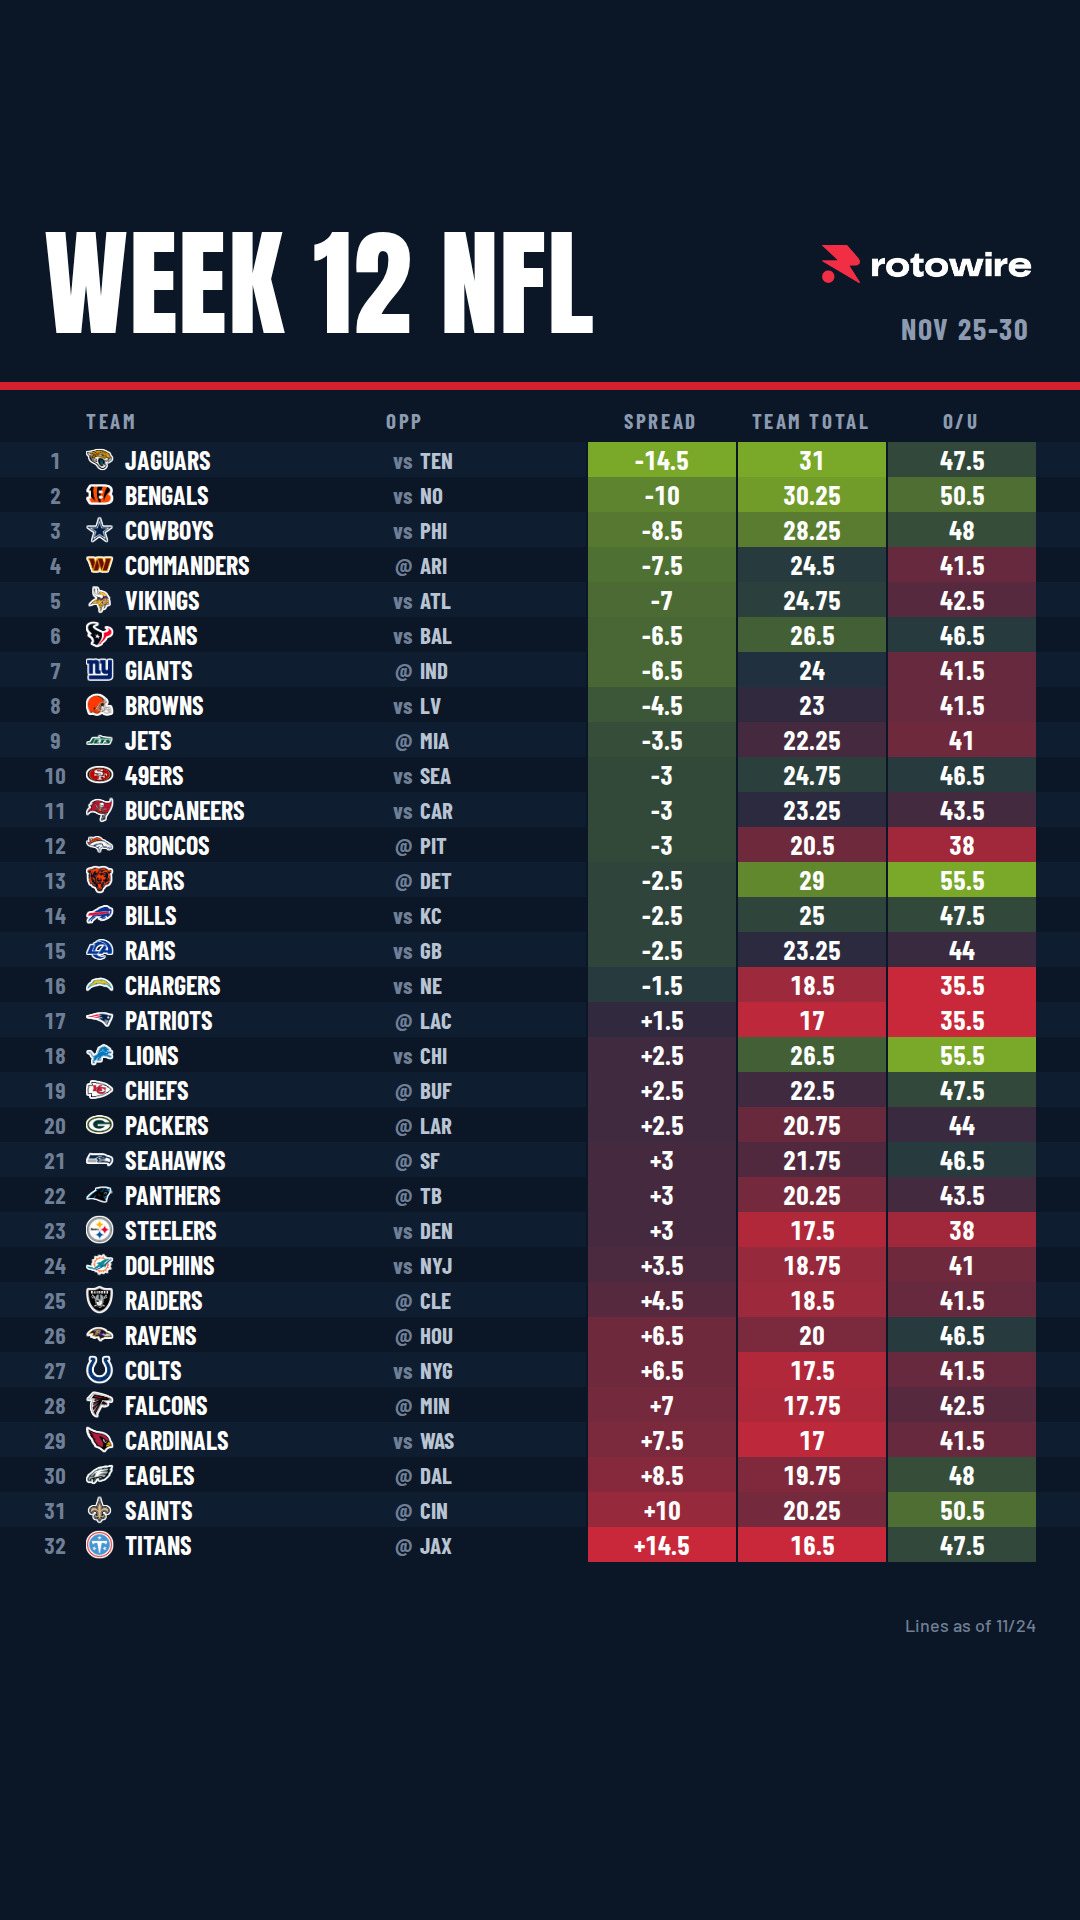 WEEK 12 NFL
rotowire
NOV 25-30
TEAM OPP SPREAD TEAM TOTAL O/U
1 JAGUARS vs TEN -14.5 31 47.5
2 BENGALS vs NO -10 30.25 50.5
3 COWBOYS vs PHI -8.5 28.25 48
4 COMMANDERS @ ARI -7.5 24.5 41.5
5 VIKINGS vs ATL -7 24.75 42.5
6 TEXANS vs BAL -6.5 26.5 46.5
7 GIANTS @ IND -6.5 24 41.5
8 BROWNS vs LV -4.5 23 41.5
9 JETS @ MIA -3.5 22.25 41
10 49ERS vs SEA -3 24.75 46.5
11 BUCCANEERS vs CAR -3 23.25 43.5
12 BRONCOS @ PIT -3 20.5 38
13 BEARS @ DET -2.5 29 55.5
14 BILLS vs KC -2.5 25 47.5
15 RAMS vs GB -2.5 23.25 44
16 CHARGERS vs NE -1.5 18.5 35.5
17 PATRIOTS @ LAC +1.5 17 35.5
18 LIONS vs CHI +2.5 26.5 55.5
19 CHIEFS @ BUF +2.5 22.5 47.5
20 PACKERS @ LAR +2.5 20.75 44
21 SEAHAWKS @ SF +3 21.75 46.5
22 PANTHERS @ TB +3 20.25 43.5
23 STEELERS vs DEN +3 17.5 38
24 DOLPHINS vs NYJ +3.5 18.75 41
25 RAIDERS @ CLE +4.5 18.5 41.5
26 RAVENS @ HOU +6.5 20 46.5
27 COLTS vs NYG +6.5 17.5 41.5
28 FALCONS @ MIN +7 17.75 42.5
29 CARDINALS vs WAS +7.5 17 41.5
30 EAGLES @ DAL +8.5 19.75 48
31 SAINTS @ CIN +10 20.25 50.5
32 TITANS @ JAX +14.5 16.5 47.5
Lines as of 11/24